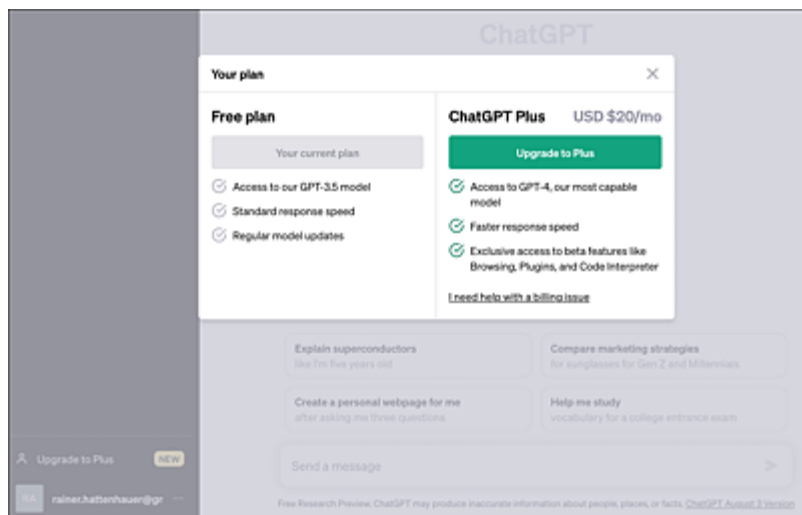 ChatGPT
Your plan
Free plan
Your current plan
Access to our GPT-3.5 model
Standard response speed
Regular model updates
ChatGPT Plus USD $20/mo
Upgrade to Plus
Access to GPT-4, our most capable
model
Faster response speed
Exclusive access to beta features like
Browsing, Plugins, and Code Interpreter
I need help with a billing issue
Explain superconductors
like I'm five years old
Compare marketing strategies
for sunglasses for Gen Z and Millennials
Create a personal webpage for me
after asking me three questions
Help me study
vocabulary for a college entrance exam
Upgrade to Plus NEW
Send a message
RA rainer.hattenhauer@gr
Free Research Preview. ChatGPT may produce inaccurate information about people, places, or facts. ChatGPT August 3 Version